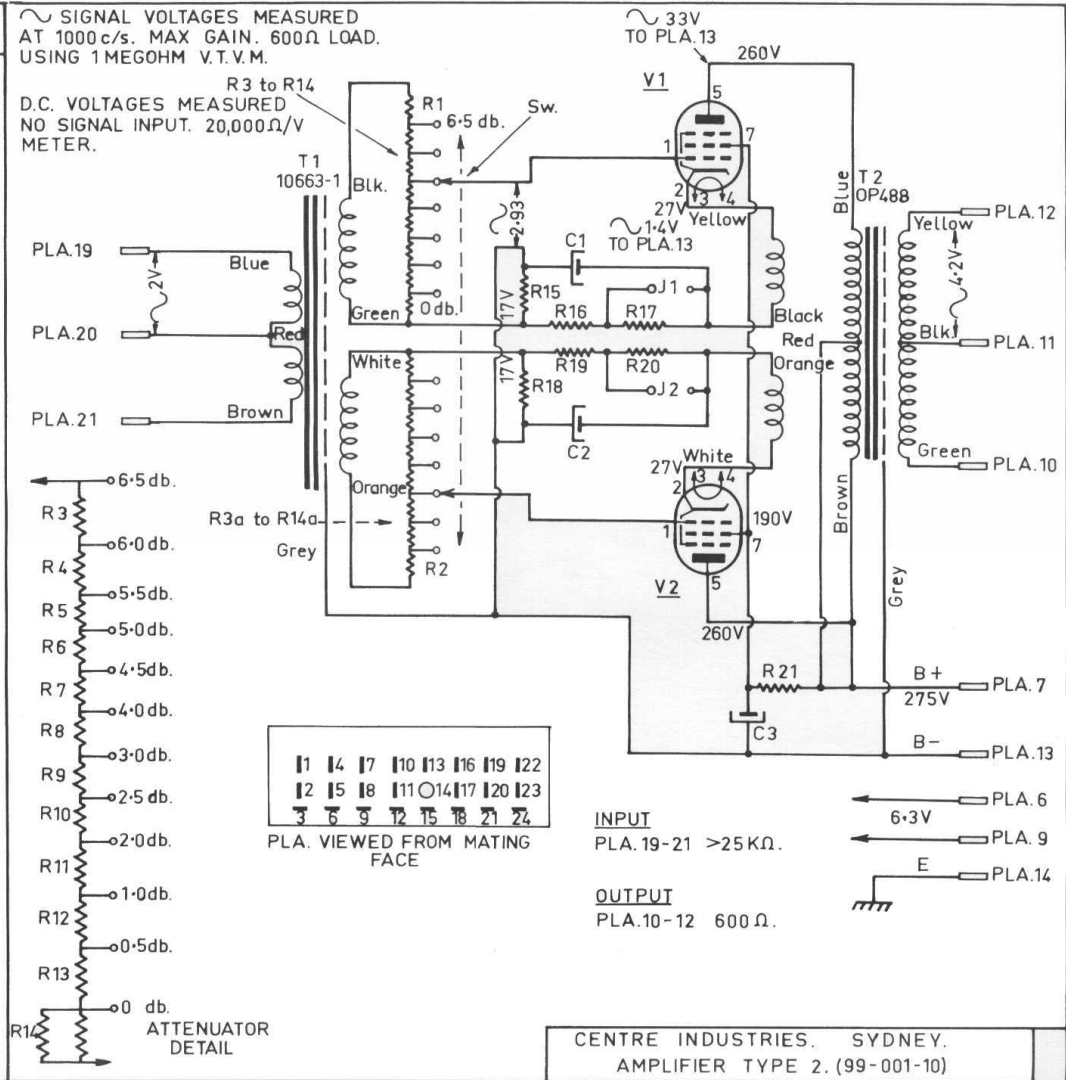 ∿ SIGNAL VOLTAGES MEASURED
AT 1000 c/s. MAX GAIN. 600Ω LOAD.
USING 1 MEGOHM V.T.V.M.
D.C. VOLTAGES MEASURED
NO SIGNAL INPUT. 20,000Ω/V
METER.
R3 to R14
R1
6·5 db.
Sw.
∿ 33V
TO PLA.13
260V
V1
5
7
1
2
3
4
27V
Yellow
T1
10663-1
Blk.
∿ 2·93
∿ 1·4V
TO PLA.13
Blue
T2
OP488
Yellow
PLA.12
PLA.19
Blue
∿ 2V
C1
R15
J1
17V
R16
R17
Black
∿ 4·2V
0 db.
Green
PLA.20
Red
Red
Blk.
PLA.11
White
17V
R19
R20
Orange
R18
J2
C2
PLA.21
Brown
White
Green
PLA.10
27V
2
3
4
Orange
Brown
R3a to R14a
Grey
R2
1
190V
7
V2
5
260V
Grey
R21
B+
275V
PLA.7
C3
B-
PLA.13
PLA.6
6·3V
PLA.9
E
PLA.14
6·5 db.
R3
6·0 db.
R4
5·5 db.
R5
5·0 db.
R6
4·5 db.
R7
4·0 db.
R8
3·0 db.
R9
2·5 db.
R10
2·0 db.
R11
1·0 db.
R12
0·5 db.
R13
0 db.
R14
ATTENUATOR
DETAIL
1 4 7 10 13 16 19 22
2 5 8 11 14 17 20 23
3 6 9 12 15 18 21 24
PLA. VIEWED FROM MATING
FACE
INPUT
PLA.19-21 >25KΩ.
OUTPUT
PLA.10-12 600Ω.
CENTRE INDUSTRIES. SYDNEY.
AMPLIFIER TYPE 2. (99-001-10)